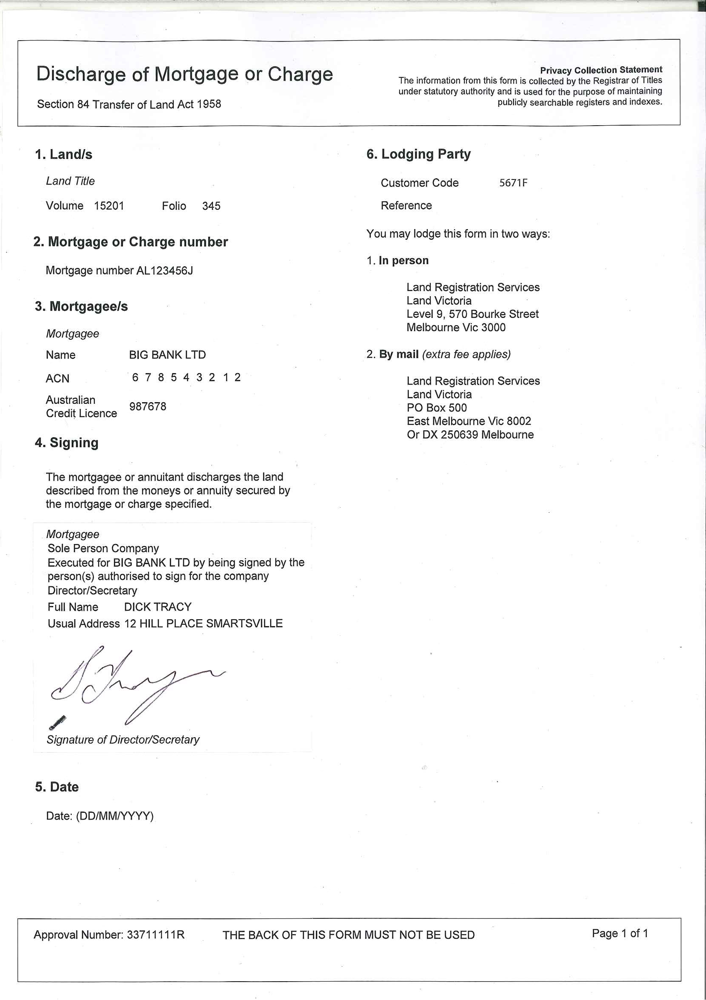 Discharge of Mortgage or Charge
Section 84 Transfer of Land Act 1958
Privacy Collection Statement
The information from this form is collected by the Registrar of Titles
under statutory authority and is used for the purpose of maintaining
publicly searchable registers and indexes.
1. Land/s
Land Title
Volume 15201 Folio 345
2. Mortgage or Charge number
Mortgage number AL123456J
3. Mortgagee/s
Mortgagee
Name BIG BANK LTD
ACN 6 7 8 5 4 3 2 1 2
Australian
Credit Licence 987678
4. Signing
The mortgagee or annuitant discharges the land
described from the moneys or annuity secured by
the mortgage or charge specified.
Mortgagee
Sole Person Company
Executed for BIG BANK LTD by being signed by the
person(s) authorised to sign for the company
Director/Secretary
Full Name DICK TRACY
Usual Address 12 HILL PLACE SMARTSVILLE
Signature of Director/Secretary
5. Date
Date: (DD/MM/YYYY)
6. Lodging Party
Customer Code 5671F
Reference
You may lodge this form in two ways:
1. In person
Land Registration Services
Land Victoria
Level 9, 570 Bourke Street
Melbourne Vic 3000
2. By mail (extra fee applies)
Land Registration Services
Land Victoria
PO Box 500
East Melbourne Vic 8002
Or DX 250639 Melbourne
Approval Number: 33711111R THE BACK OF THIS FORM MUST NOT BE USED Page 1 of 1